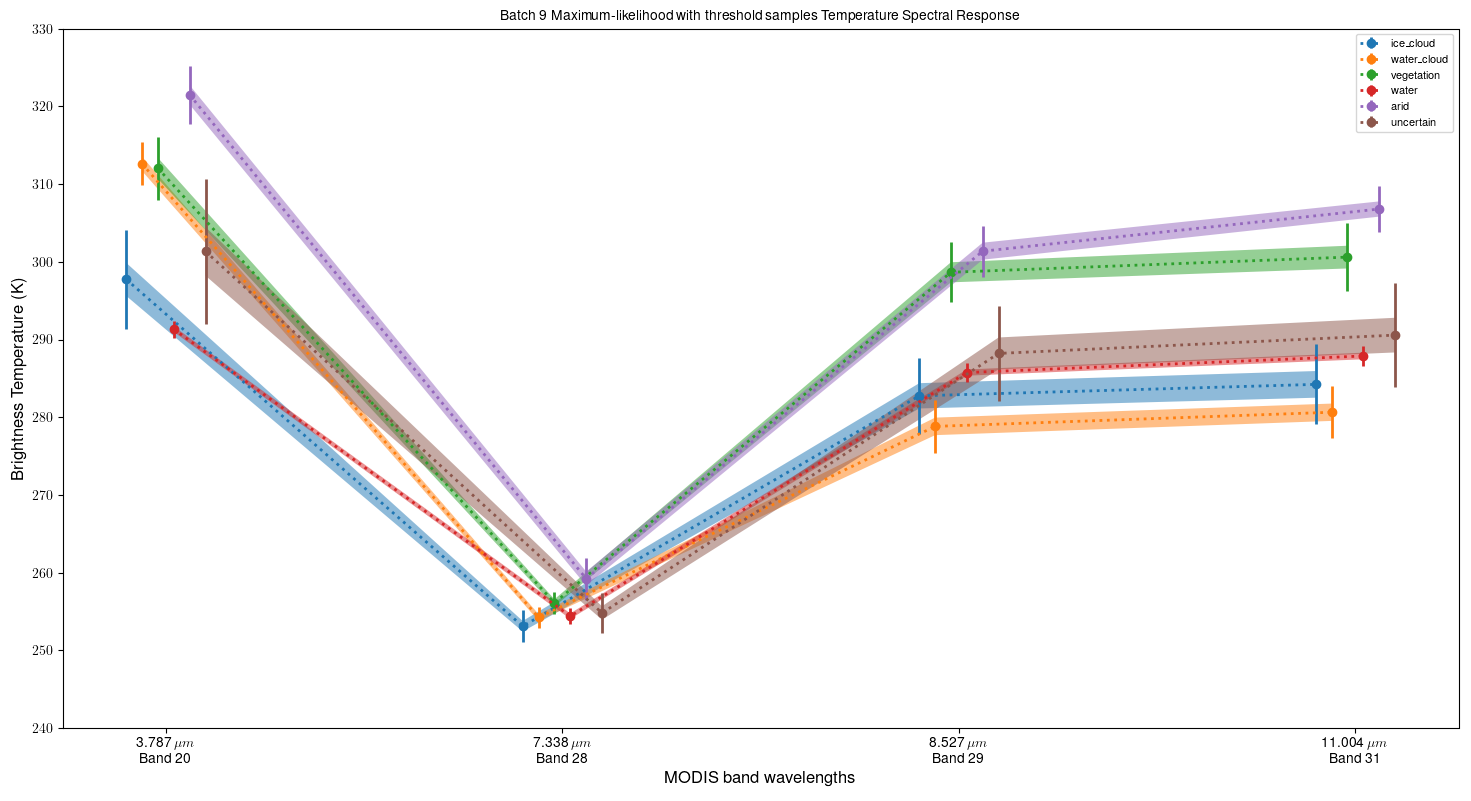 Batch 9 Maximum-likelihood with threshold samples Temperature Spectral Response
330
320
310
300
290
280
270
260
250
240
Brightness Temperature (K)
ice_cloud
water_cloud
vegetation
water
arid
uncertain
3.787 μm
Band 20
7.338 μm
Band 28
8.527 μm
Band 29
11.004 μm
Band 31
MODIS band wavelengths